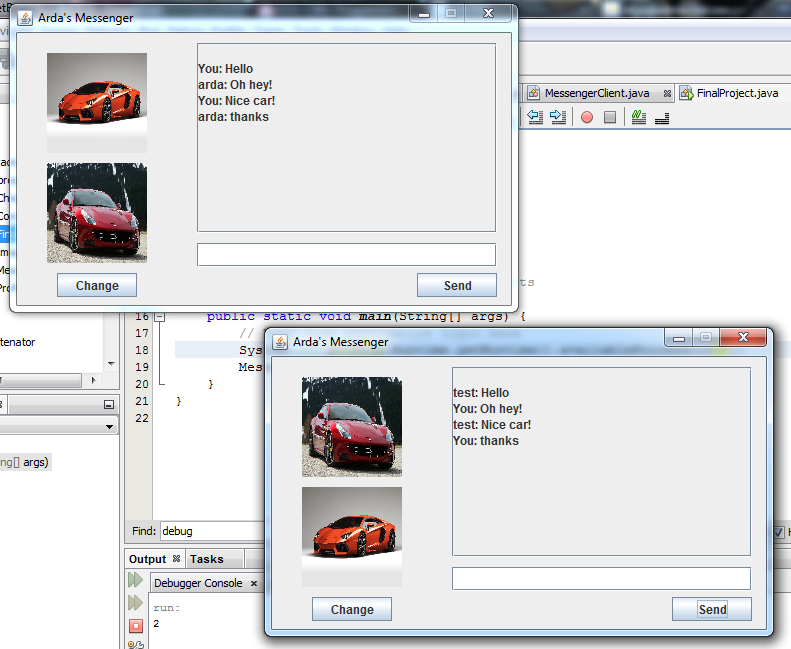 Arda's Messenger
You: Hello
arda: Oh hey!
You: Nice car!
arda: thanks
Change
Send
MessengerClient.java
FinalProject.java
ts
16 public static void main(String[] args) {
17 //
18 Sys
19 Mes
20 }
21 }
22
tenator
ng[] args)
Arda's Messenger
test: Hello
You: Oh hey!
test: Nice car!
You: thanks
Change
Send
Find: debug
Output
Tasks
Debugger Console
run:
2